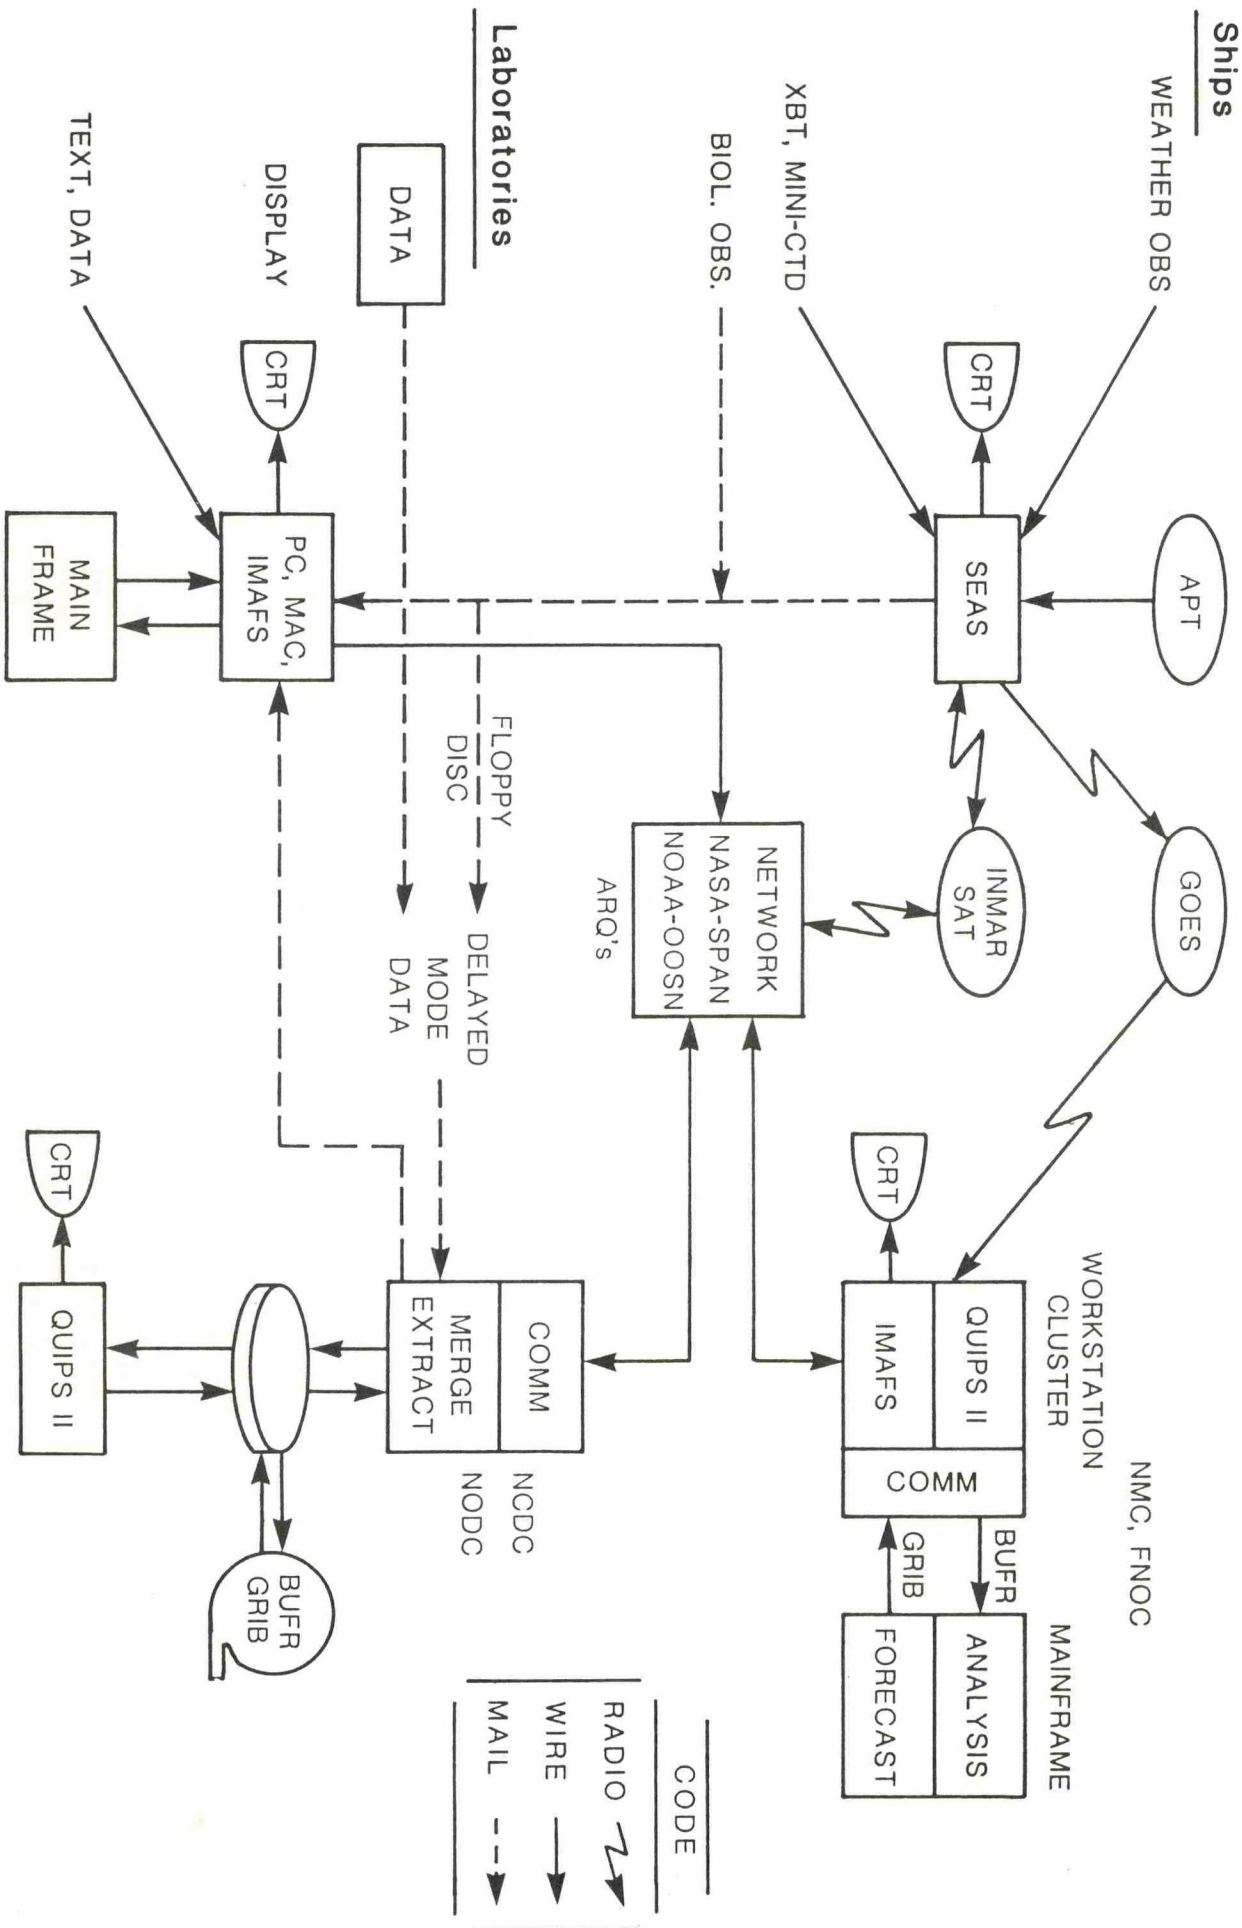 Ships
WEATHER OBS
APT
GOES
WORKSTATION
CLUSTER
NMC, FNOC
MAINFRAME
XBT, MINI-CTD
CRT
SEAS
INMAR
SAT
CRT
QUIPS II
IMAFS
COMM
BUFR
GRIB
ANALYSIS
FORECAST
BIOL. OBS.
NETWORK
NASA-SPAN
NOAA-OOSN
ARQ's
CODE
RADIO
WIRE
MAIL
Laboratories
DATA
FLOPPY
DISC
DELAYED
MODE
DATA
COMM
MERGE
EXTRACT
NCDC
NODC
DISPLAY
CRT
TEXT, DATA
PC, MAC,
IMAFS
MAIN
FRAME
CRT
QUIPS II
BUFR
GRIB